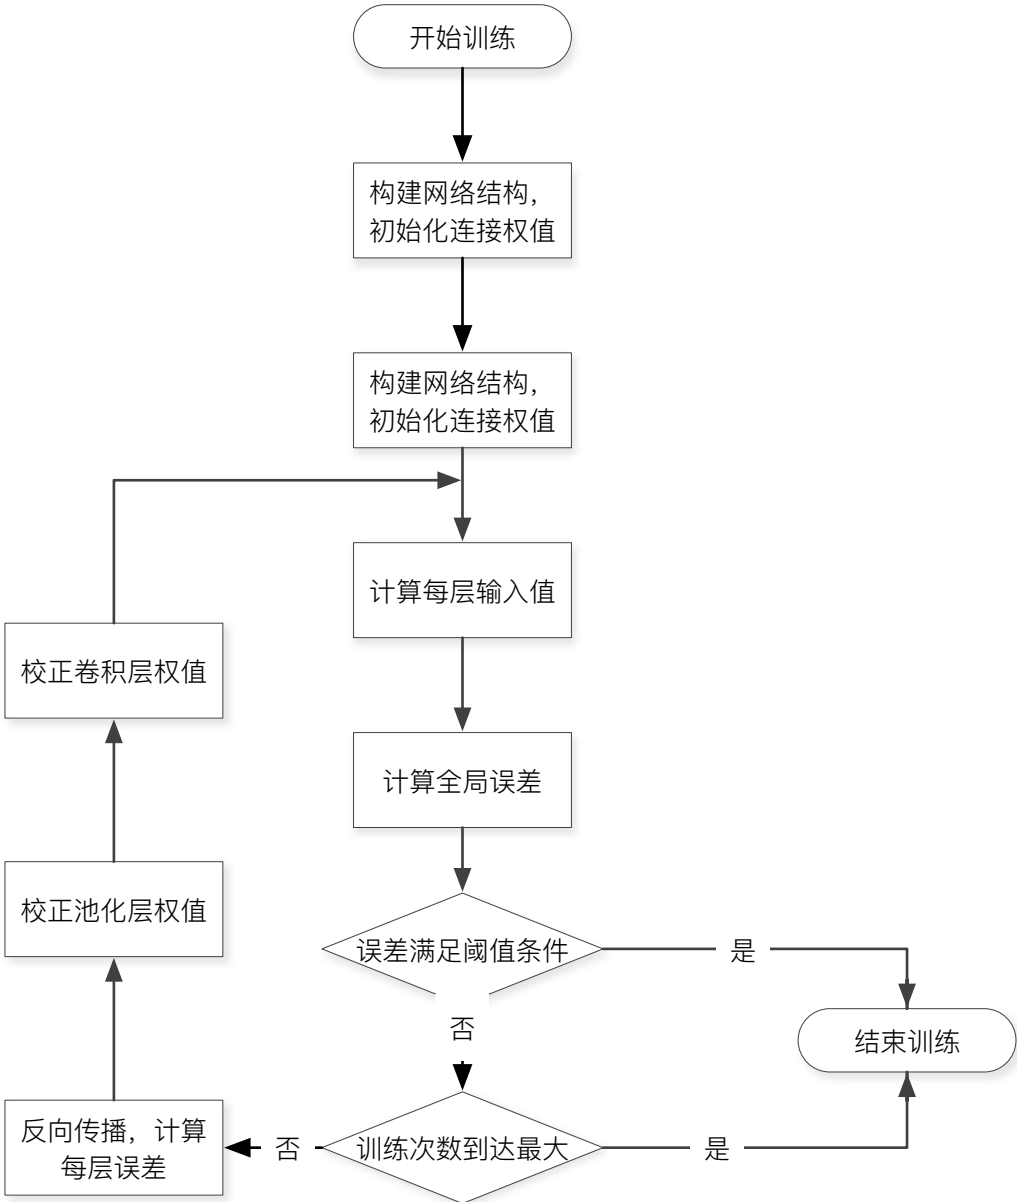 开始训练
构建网络结构，
初始化连接权值
构建网络结构，
初始化连接权值
计算每层输入值
校正卷积层权值
计算全局误差
校正池化层权值
误差满足阈值条件
是
否
结束训练
反向传播，计算
每层误差
否
训练次数到达最大
是